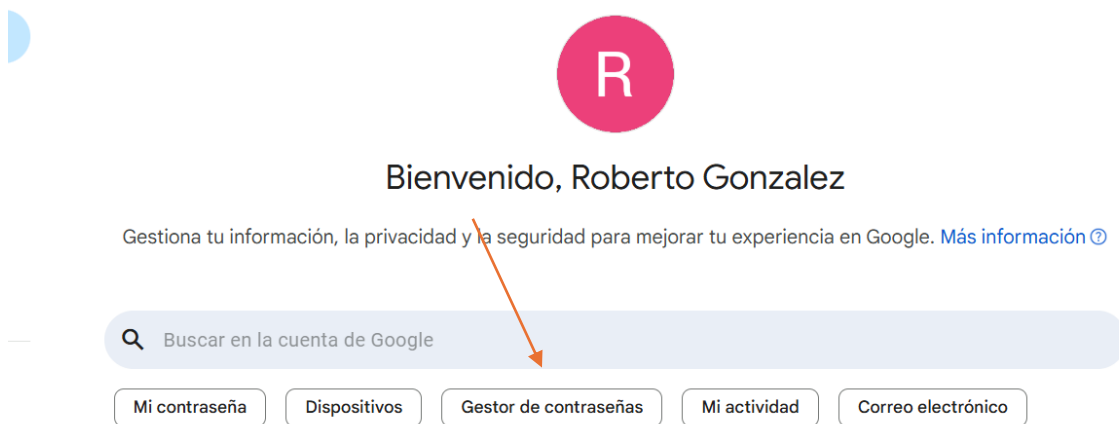 R
Bienvenido, Roberto Gonzalez
Gestiona tu información, la privacidad y la seguridad para mejorar tu experiencia en Google. Más información
Buscar en la cuenta de Google
Mi contraseña Dispositivos Gestor de contraseñas Mi actividad Correo electrónico